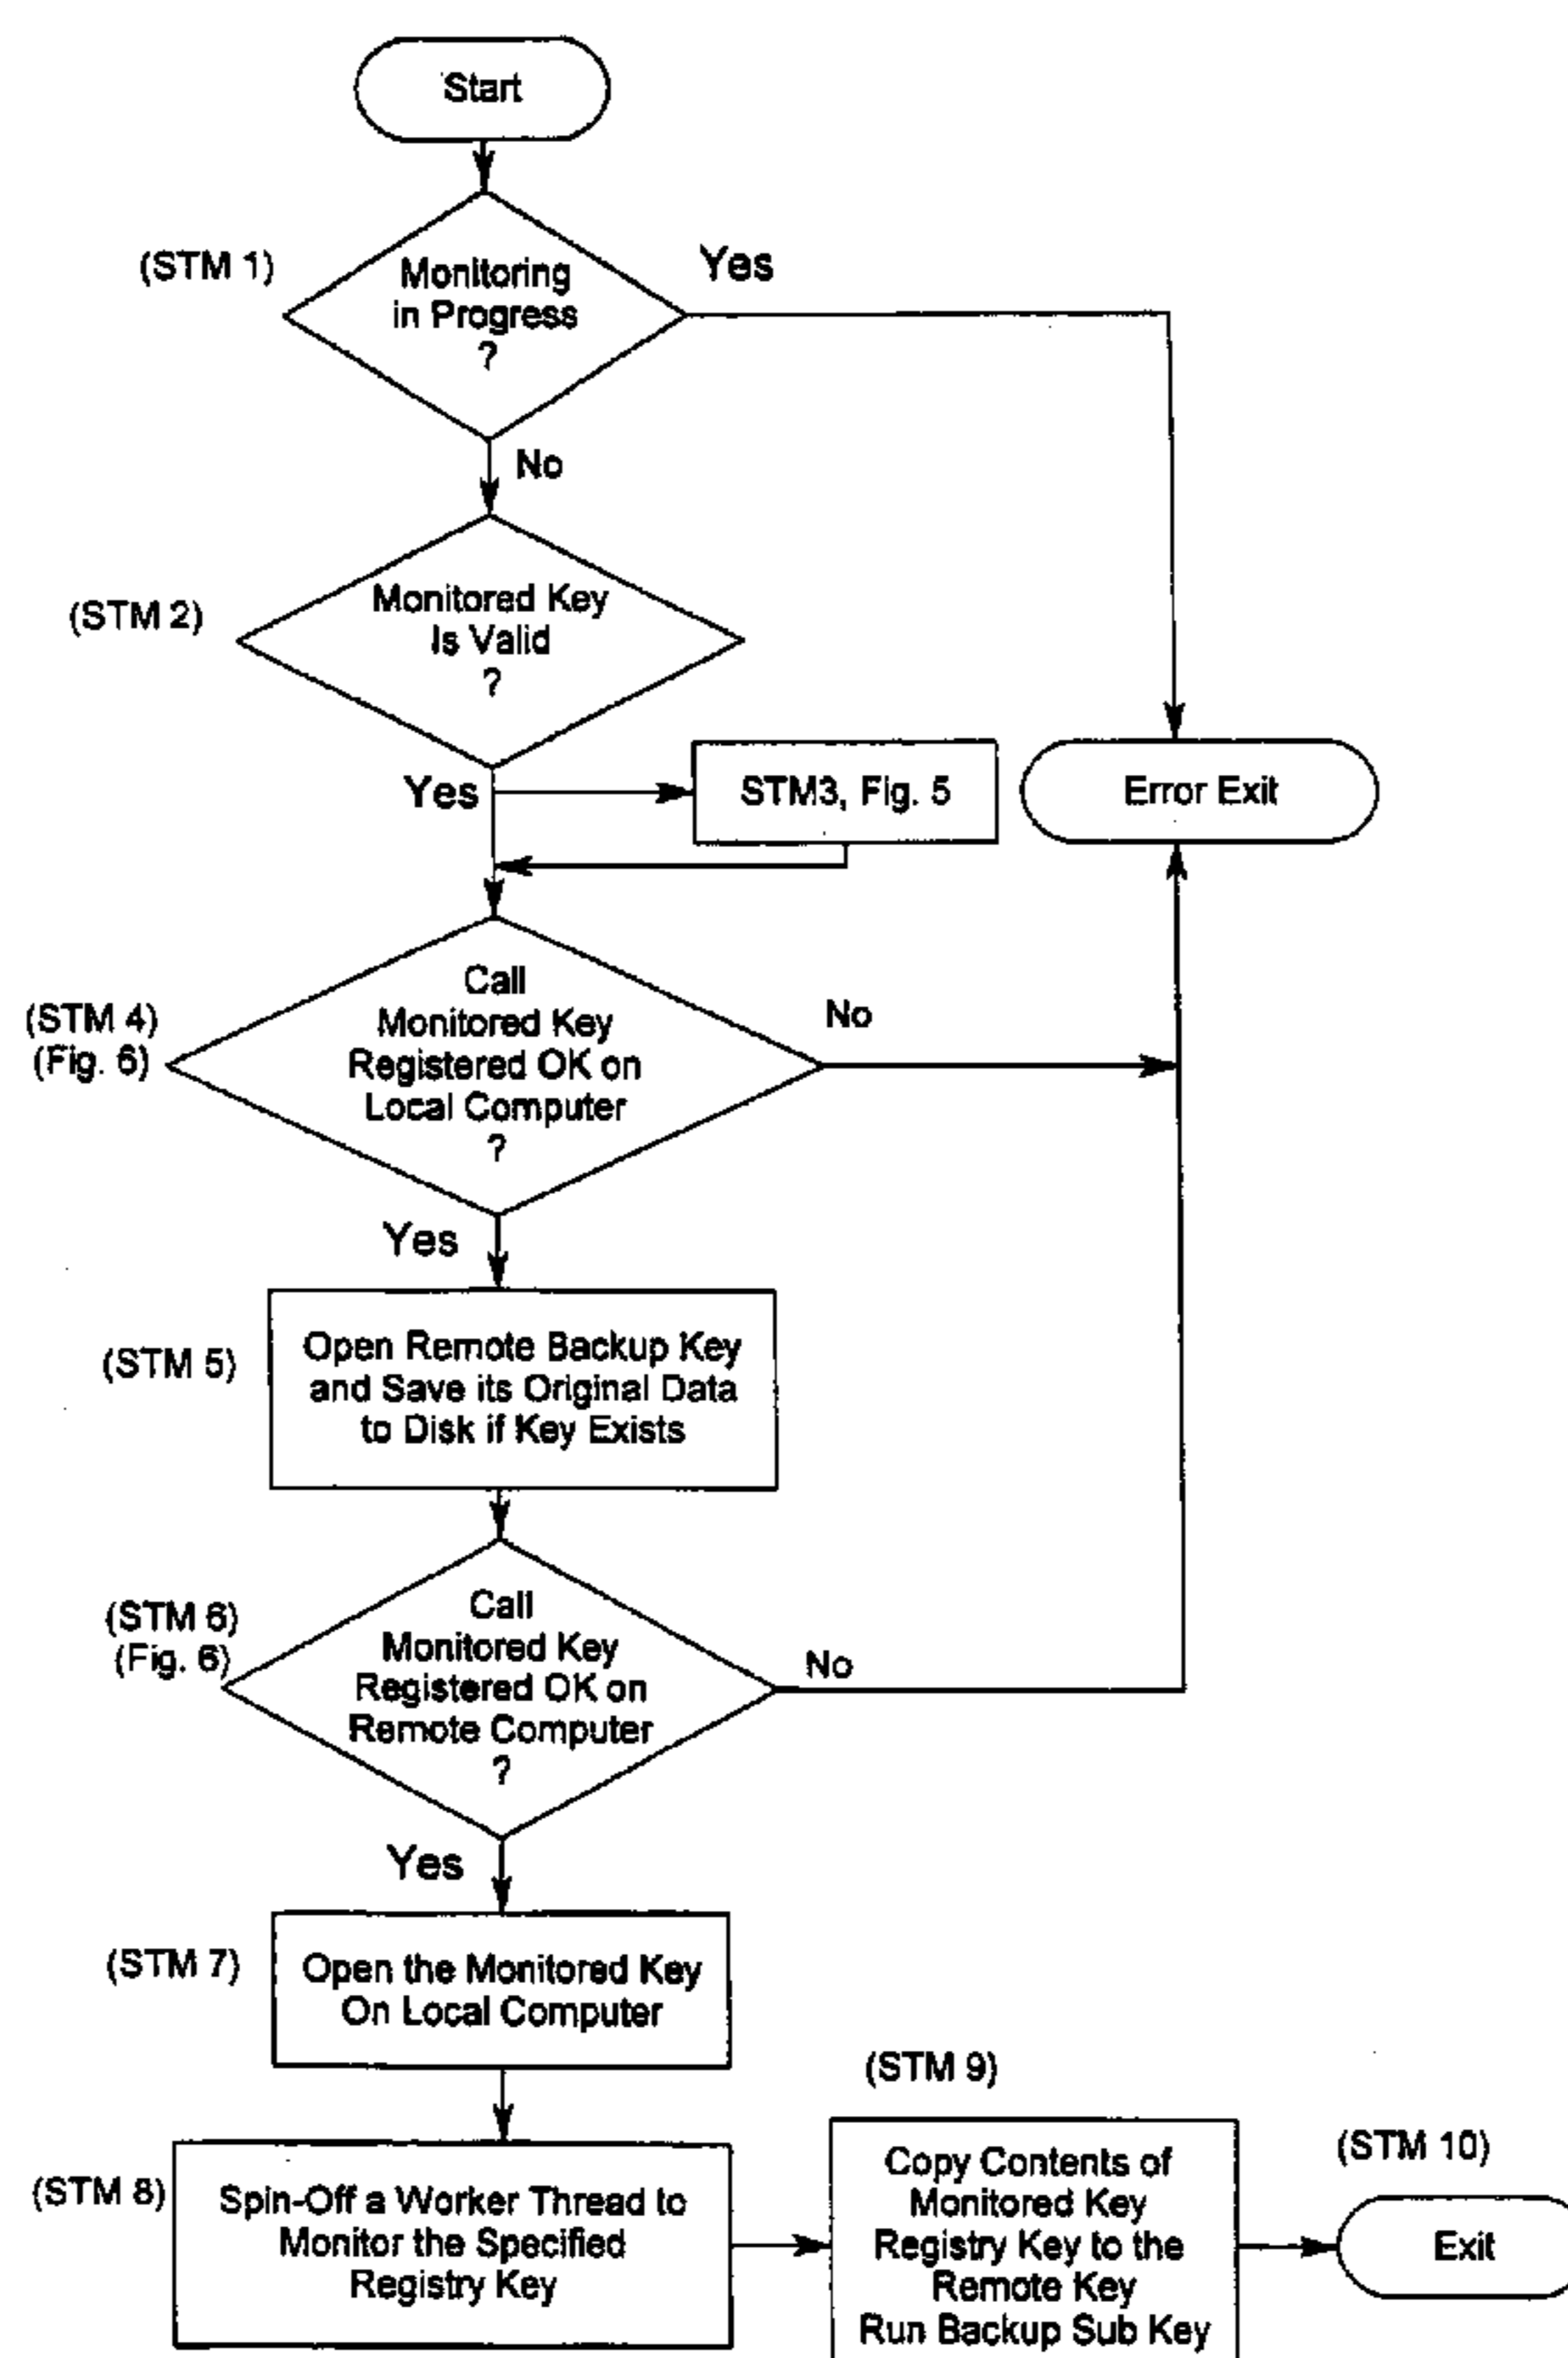 Start
(STM 1)
Monitoring
in Progress
?
Yes
No
(STM 2)
Monitored Key
Is Valid
?
Yes
STM3, Fig. 5
Error Exit
(STM 4)
(Fig. 6)
Call
Monitored Key
Registered OK on
Local Computer
?
No
Yes
(STM 5)
Open Remote Backup Key
and Save its Original Data
to Disk if Key Exists
(STM 6)
(Fig. 6)
Call
Monitored Key
Registered OK on
Remote Computer
?
No
Yes
(STM 7)
Open the Monitored Key
On Local Computer
(STM 8)
Spin-Off a Worker Thread to
Monitor the Specified
Registry Key
(STM 9)
Copy Contents of
Monitored Key
Registry Key to the
Remote Key
Run Backup Sub Key
(STM 10)
Exit